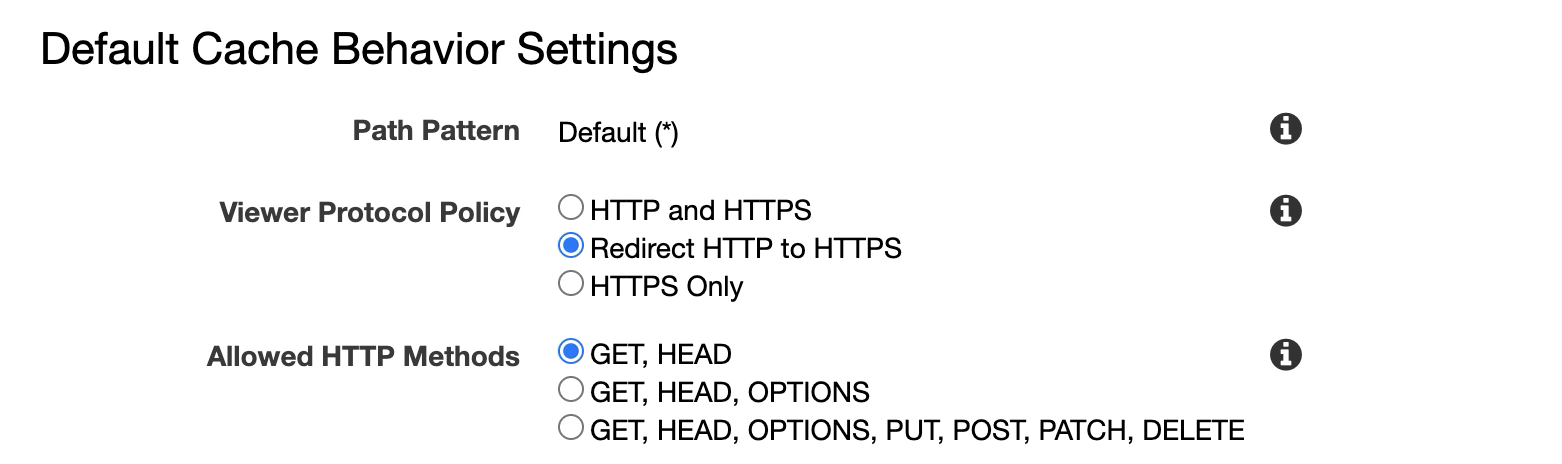 Default Cache Behavior Settings
Path Pattern Default (*)
Viewer Protocol Policy HTTP and HTTPS
Redirect HTTP to HTTPS
HTTPS Only
Allowed HTTP Methods GET, HEAD
GET, HEAD, OPTIONS
GET, HEAD, OPTIONS, PUT, POST, PATCH, DELETE